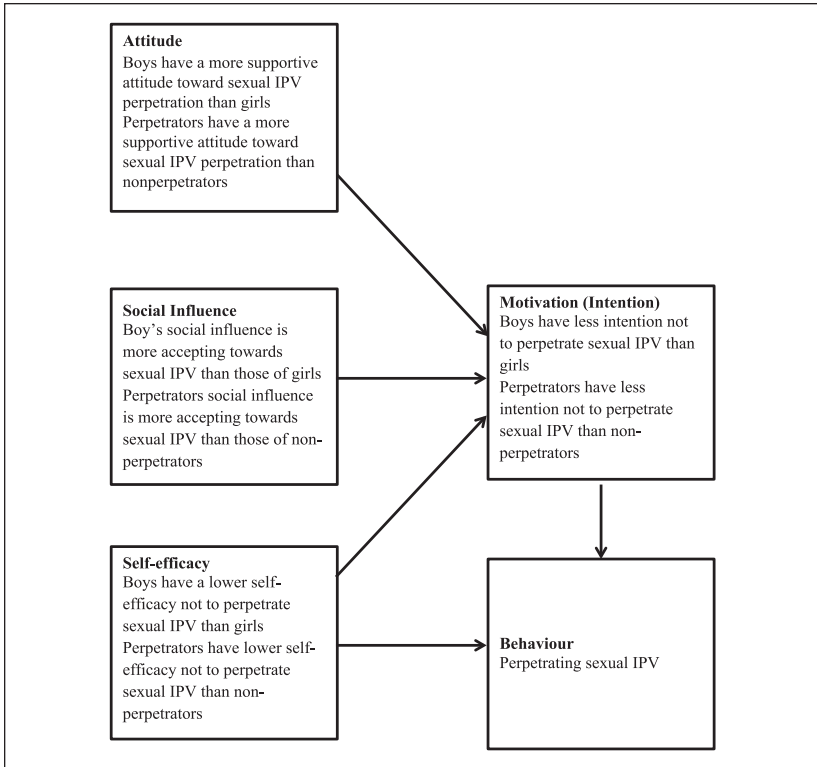 Attitude
Boys have a more supportive
attitude toward sexual IPV
perpetration than girls
Perpetrators have a more
supportive attitude toward
sexual IPV perpetration than
nonperpetrators
Social Influence
Boy's social influence is
more accepting towards
sexual IPV than those of girls
Perpetrators social influence
is more accepting towards
sexual IPV than those of non-
perpetrators
Self-efficacy
Boys have a lower self-
efficacy not to perpetrate
sexual IPV than girls
Perpetrators have lower self-
efficacy not to perpetrate
sexual IPV than non-
perpetrators
Motivation (Intention)
Boys have less intention not
to perpetrate sexual IPV than
girls
Perpetrators have less
intention not to perpetrate
sexual IPV than non-
perpetrators
Behaviour
Perpetrating sexual IPV